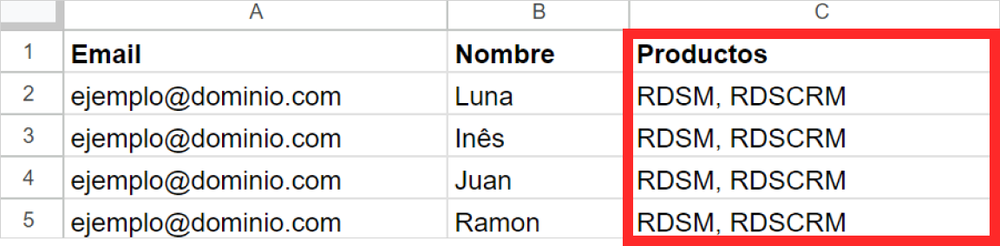 A B C
1 Email Nombre Productos
2 ejemplo@dominio.com Luna RDSM, RDSCRM
3 ejemplo@dominio.com Inês RDSM, RDSCRM
4 ejemplo@dominio.com Juan RDSM, RDSCRM
5 ejemplo@dominio.com Ramon RDSM, RDSCRM